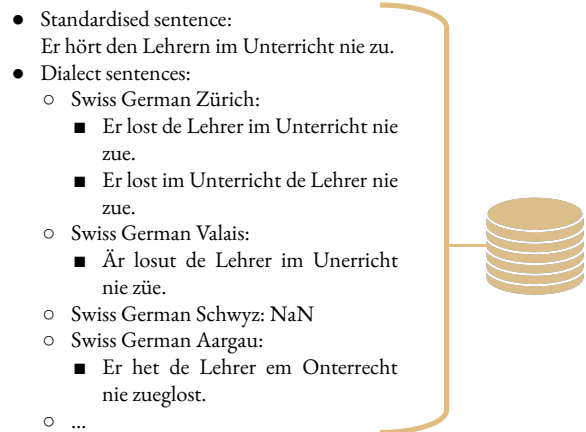 ● Standardised sentence:
Er hört den Lehrern im Unterricht nie zu.
● Dialect sentences:
○ Swiss German Zürich:
■ Er lost de Lehrer im Unterricht nie
zue.
■ Er lost im Unterricht de Lehrer nie
zue.
○ Swiss German Valais:
■ Är losut de Lehrer im Unerricht
nie züe.
○ Swiss German Schwyz: NaN
○ Swiss German Aargau:
■ Er het de Lehrer em Onterrecht
nie zueglost.
○ ...